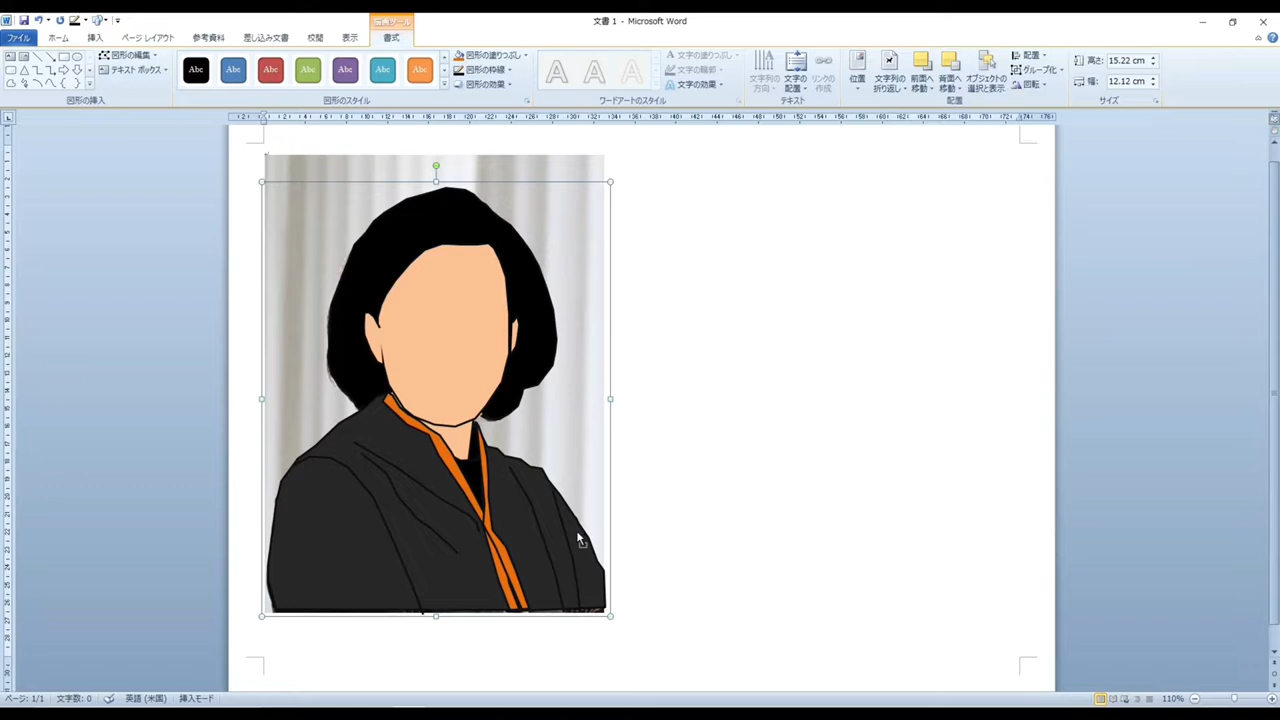 文書 1 - Microsoft Word
描画ツール
ファイル ホーム 挿入 ページ レイアウト 参考資料 差し込み文書 校閲 表示 書式
図形の編集
テキスト ボックス
図形の挿入
Abc Abc Abc Abc Abc Abc Abc
図形のスタイル
図形の塗りつぶし
図形の枠線
図形の効果
A A A
ワードアートのスタイル
文字の塗りつぶし
文字の輪郭
文字の効果
文字列の方向
文字の配置
リンクの作成
テキスト
位置
文字列の折り返し
前面へ移動
背面へ移動
オブジェクトの選択と表示
配置
グループ化
回転
配置
高さ: 15.22 cm
幅: 12.12 cm
サイズ
ページ: 1/1 文字数: 0 英語 (米国) 挿入モード 110%